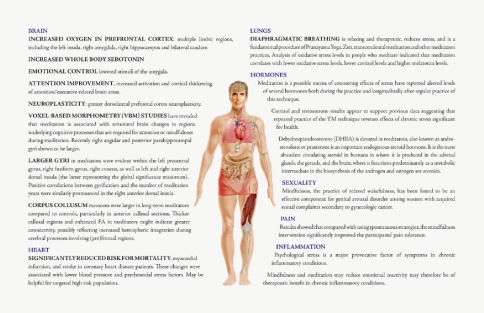 BRAIN
INCREASED OXYGEN IN PREFRONTAL CORTEX, multiple limbic regions,
including the left insula, right amygdala, right hippocampus and bilateral caudate.
INCREASED WHOLE BODY SEROTONIN
EMOTIONAL CONTROL lowered stimuli of the amygala.
ATTENTION IMPROVEMENT, increased activation and cortical thickening
of attention/executive-related brain areas.
NEUROPLASTICITY: greater dorsolateral prefrontal cortex neuroplasticity.
VOXEL-BASED MORPHOMETRY (VBM) STUDIES have revealed
that meditation is associated with structural brain changes in regions
underlying cognitive processes that are required for attention or mindfulness
during meditation. Recently right angular and posterior parahippocampal
gyri shown to be larger.
LARGER GYRI in meditators were evident within the left precentral
gyrus, right fusiform gyrus, right cuneus, as well as left and right anterior
dorsal insula (the latter representing the global significance maximum).
Positive correlations between gyrification and the number of meditation
years were similarly pronounced in the right anterior dorsal insula.
CORPUS COLLUSUM measures were larger in long-term meditators
compared to controls, particularly in anterior callosal sections. Thicker
callosal regions and enhanced FA in meditators might indicate greater
connectivity, possibly reflecting increased hemispheric integration during
cerebral processes involving (pre)frontal regions.
HEART
SIGNIFICANTLY REDUCED RISK FOR MORTALITY, myocardial
infarction, and stroke in coronary heart disease patients. These changes were
associated with lower blood pressure and psychosocial stress factors. May be
helpful for targeted high risk population.
LUNGS
DIAPHRAGMATIC BREATHING is relaxing and therapeutic, reduces stress, and is a
fundamental procedure of Pranayama Yoga, Zen, transcendental meditation and other meditation
practices. Analysis of oxidative stress levels in people who meditate indicated that meditation
correlates with lower oxidative stress levels, lower cortisol levels and higher melatonin levels.
HORMONES
Meditation is a possible means of counteracting effects of stress have reported altered levels
of several hormones both during the practice and longitudinally after regular practice of
this technique.
Cortisol and testosterone results appear to support previous data suggesting that
repeated practice of the TM technique reverses effects of chronic stress significant
for health.
Dehydroepiandrosterone (DHEA) is elevated in meditators, also known as andro-
stenolone or prasterone is an important endogenous steroid hormone. It is the most
abundant circulating steroid in humans in where it is produced in the adrenal
glands, the gonads, and the brain, where it functions predominantly as a metabolic
intermediate in the biosynthesis of the androgen and estrogen sex steroids.
SEXUALITY
Mindfulness, the practice of relaxed wakefulness, has been found to be an
effective component for genital arousal disorder among women with acquired
sexual complaints secondary to gynecologic cancer.
PAIN
Results showed that compared with using spontaneous strategies, the mindfulness
intervention significantly improved the participants' pain tolerance.
INFLAMMATION
Psychological stress is a major provocative factor of symptoms in chronic
inflammatory conditions.
Mindfulness and meditation may reduce emotional reactivity may therefore be of
therapeutic benefit in chronic inflammatory conditions.